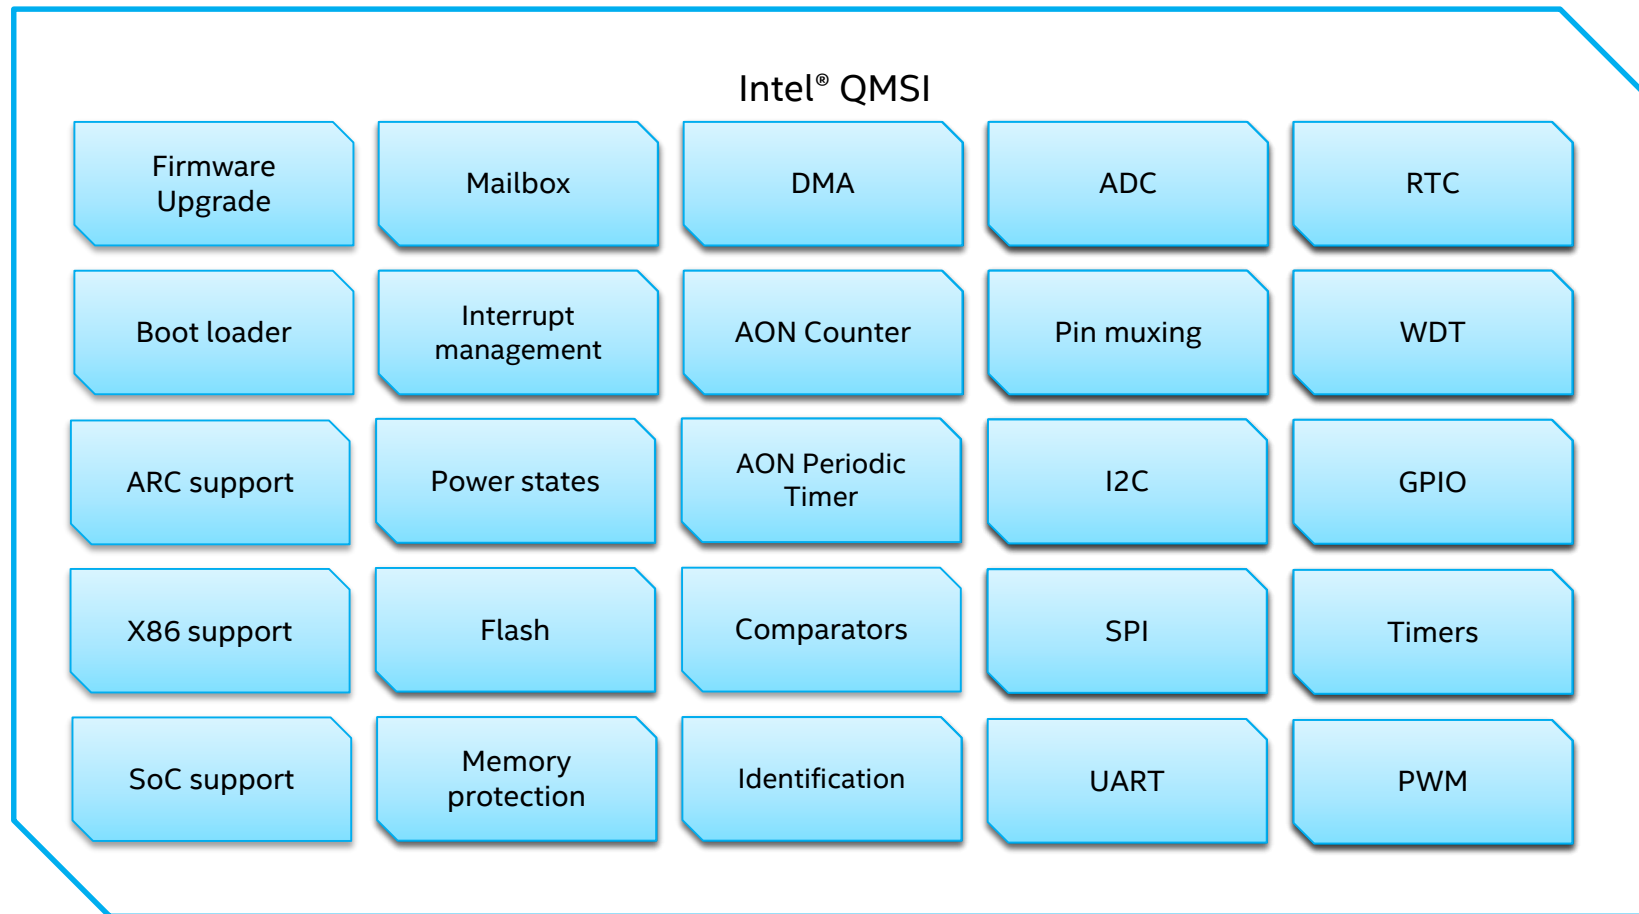 Intel® QMSI
Firmware
Upgrade
Mailbox
DMA
ADC
RTC
Boot loader
Interrupt
management
AON Counter
Pin muxing
WDT
ARC support
Power states
AON Periodic
Timer
I2C
GPIO
X86 support
Flash
Comparators
SPI
Timers
SoC support
Memory
protection
Identification
UART
PWM